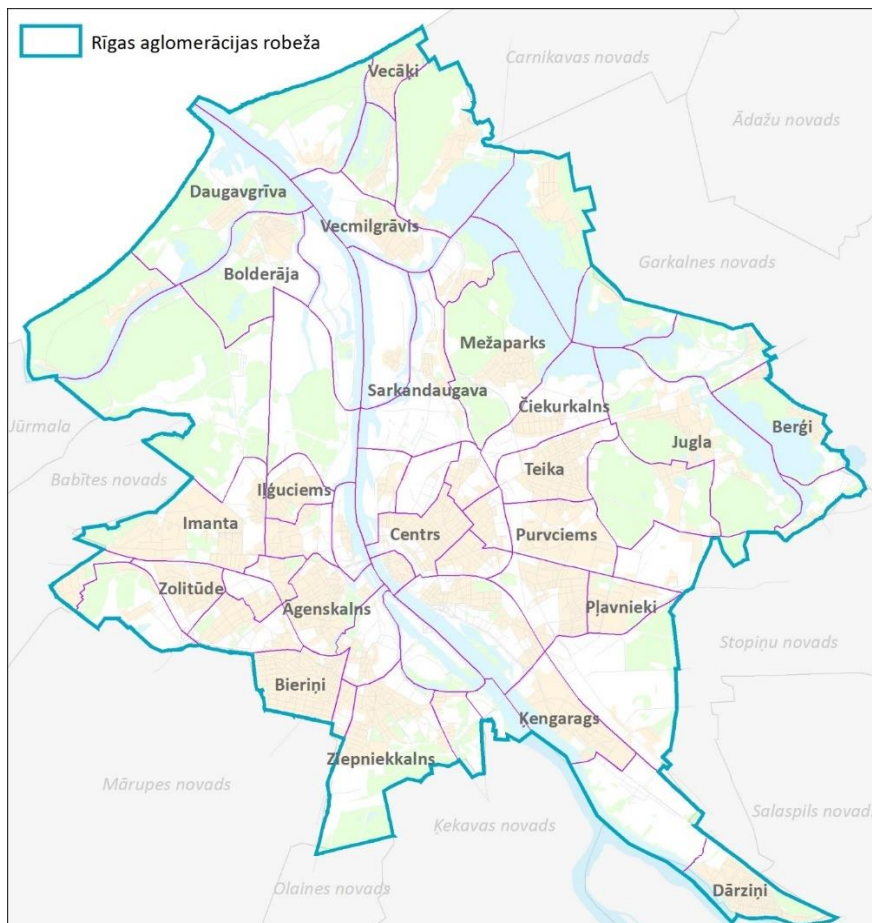 Rīgas aglomerācijas robeža
Vecāķi
Carnikavas novads
Ādažu novads
Daugavgrīva
Vecmilgrāvis
Bolderāja
Garkalnes novads
Mežaparks
Sarkandaugava
Čiekurkalns
Jūrmala
Jugla
Berģi
Babītes novads
Teika
Iļģuciems
Imanta
Centrs
Purvciems
Zolitūde
Āgenskalns
Pļavnieki
Stopiņu novads
Bieriņi
Ķengarags
Ziepniekkalns
Mārupes novads
Salaspils novads
Ķekavas novads
Olaines novads
Dārziņi